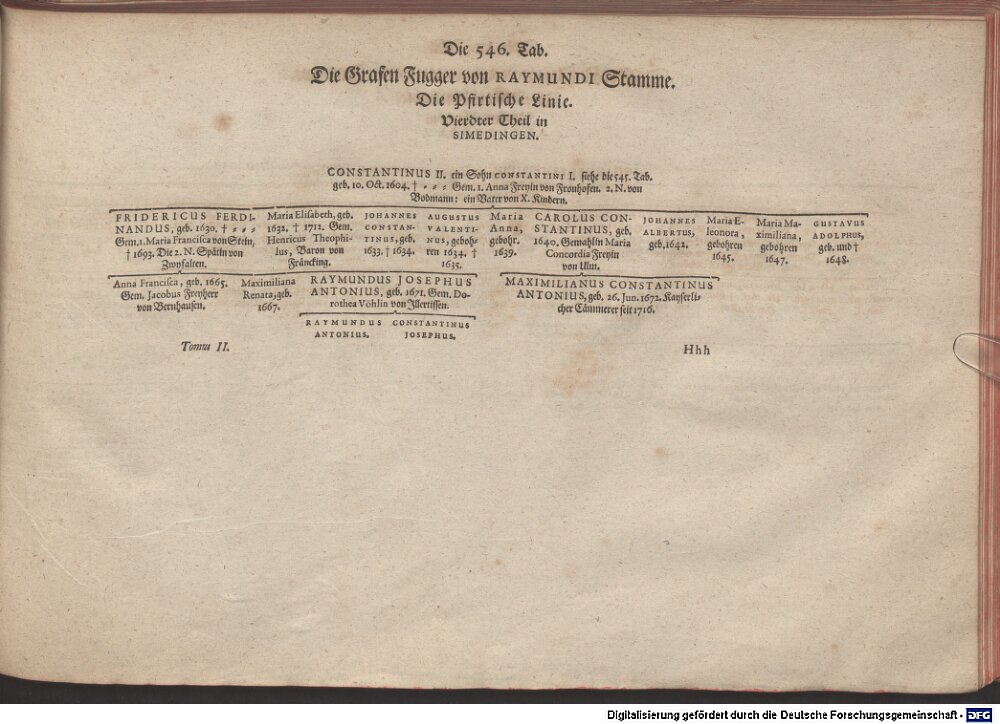 Die 546. Tab.
Die Grafen Fugger von RAYMUNDI Stamme.
Die Pfirtische Linie.
Vierdter Theil in
SIMEDINGEN.
CONSTANTINUS II. ein Sohn CONSTANTINI I. siehe die 545. Tab.
geb. 10. Oct. 1604. † - - - Gem. 1. Anna Freyin von Fronhofen. 2. N. von
Bodmann: ein Vater von X. Kindern.
FRIDERICUS FERDI-
NANDUS, geb. 1630. † - - -
Gem. 1. Maria Francisca von Stein,
† 1693. Die 2. N. Spätin von
Zwyfalten.
Maria Elisabeth, geb.
1632. † 1712. Gem.
Henricus Theophi-
lus, Baron von
Fräncking.
JOHANNES
CONSTAN-
TINUS, geb.
1633. † 1634.
AUGUSTUS
VALENTI-
NUS, geboh-
ren 1634. †
1635.
Maria
Anna,
gebohr.
1639.
CAROLUS CON-
STANTINUS, geb.
1640. Gemahlin Maria
Concordia Freyin
von Ulm.
JOHANNES
ALBERTUS,
geb. 1642.
Maria E-
leonora,
gebohren
1645.
Maria Ma-
ximiliana,
gebohren
1647.
GUSTAVUS
ADOLPHUS,
geb. und †
1648.
Anna Francisca, geb. 1665.
Gem. Jacobus Freyherr
von Bernhausen.
Maximiliana
Renata, geb.
1667.
RAYMUNDUS JOSEPHUS
ANTONIUS, geb. 1671. Gem. Do-
rothea Vöhlin von Illertissen.
MAXIMILIANUS CONSTANTINUS
ANTONIUS, geb. 26. Jun. 1672. Kayserli-
cher Cämmerer seit 1716.
RAYMUNDUS
ANTONIUS.
CONSTANTINUS
JOSEPHUS.
Tomus II.
Hhh
Digitalisierung gefördert durch die Deutsche Forschungsgemeinschaft - DFG